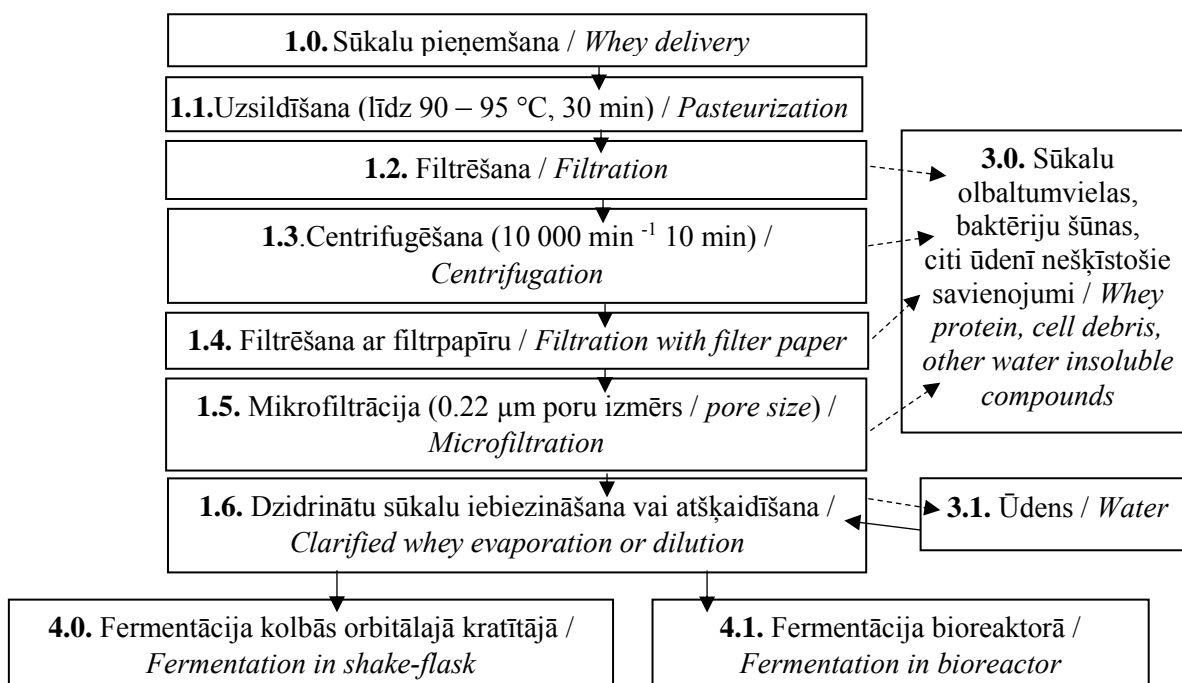 1.0. Sūkalu pieņemšana / Whey delivery
1.1.Uzsildīšana (līdz 90 – 95 °C, 30 min) / Pasteurization
1.2. Filtrēšana / Filtration
1.3.Centrifugēšana (10 000 min -1 10 min) /
Centrifugation
1.4. Filtrēšana ar filtrpapīru / Filtration with filter paper
1.5. Mikrofiltrācija (0.22 µm poru izmērs / pore size) /
Microfiltration
3.0. Sūkalu
olbaltumvielas,
baktēriju šūnas,
citi ūdenī nešķīstošie
savienojumi / Whey
protein, cell debris,
other water insoluble
compounds
1.6. Dzidrinātu sūkalu iebiezināšana vai atšķaidīšana /
Clarified whey evaporation or dilution
3.1. Ūdens / Water
4.0. Fermentācija kolbās orbitālajā kratītājā /
Fermentation in shake-flask
4.1. Fermentācija bioreaktorā /
Fermentation in bioreactor